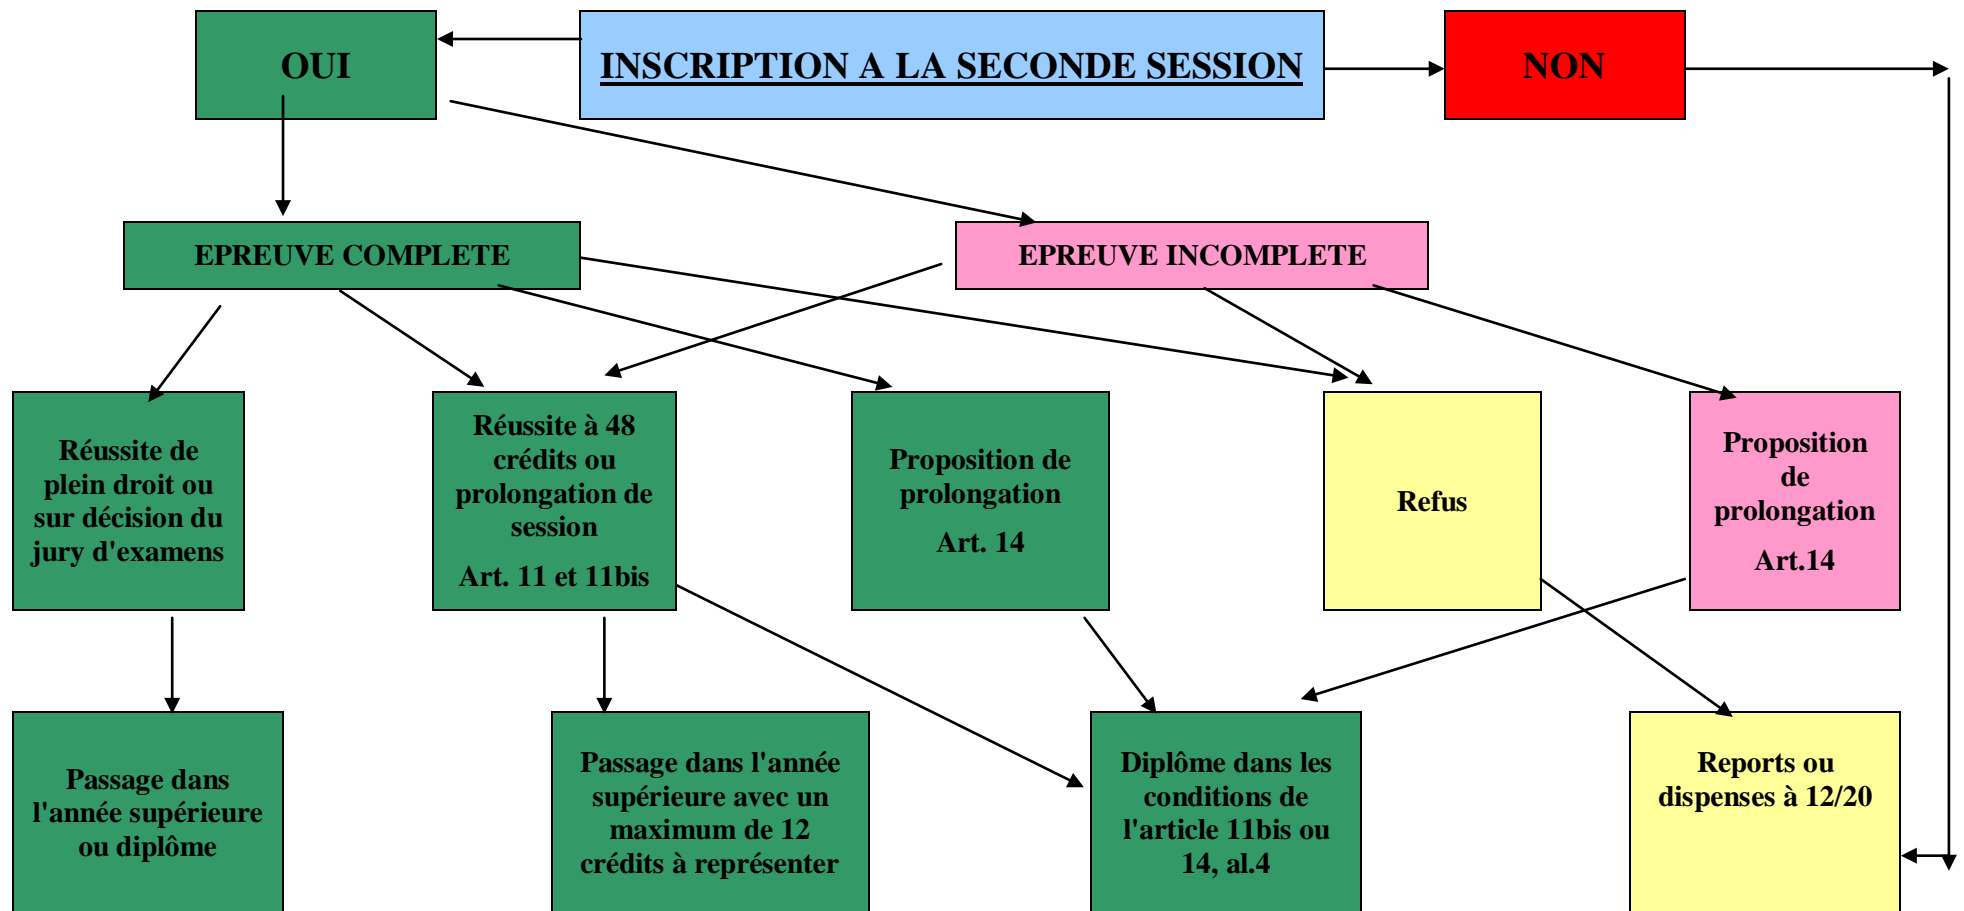 OUI
INSCRIPTION A LA SECONDE SESSION
NON
EPREUVE COMPLETE
EPREUVE INCOMPLETE
Réussite de
plein droit ou
sur décision du
jury d'examens
Réussite à 48
crédits ou
prolongation de
session
Art. 11 et 11bis
Proposition de
prolongation
Art. 14
Refus
Proposition
de
prolongation
Art.14
Passage dans
l'année supérieure
ou diplôme
Passage dans l'année
supérieure avec un
maximum de 12
crédits à représenter
Diplôme dans les
conditions de
l'article 11bis ou
14, al.4
Reports ou
dispenses à 12/20